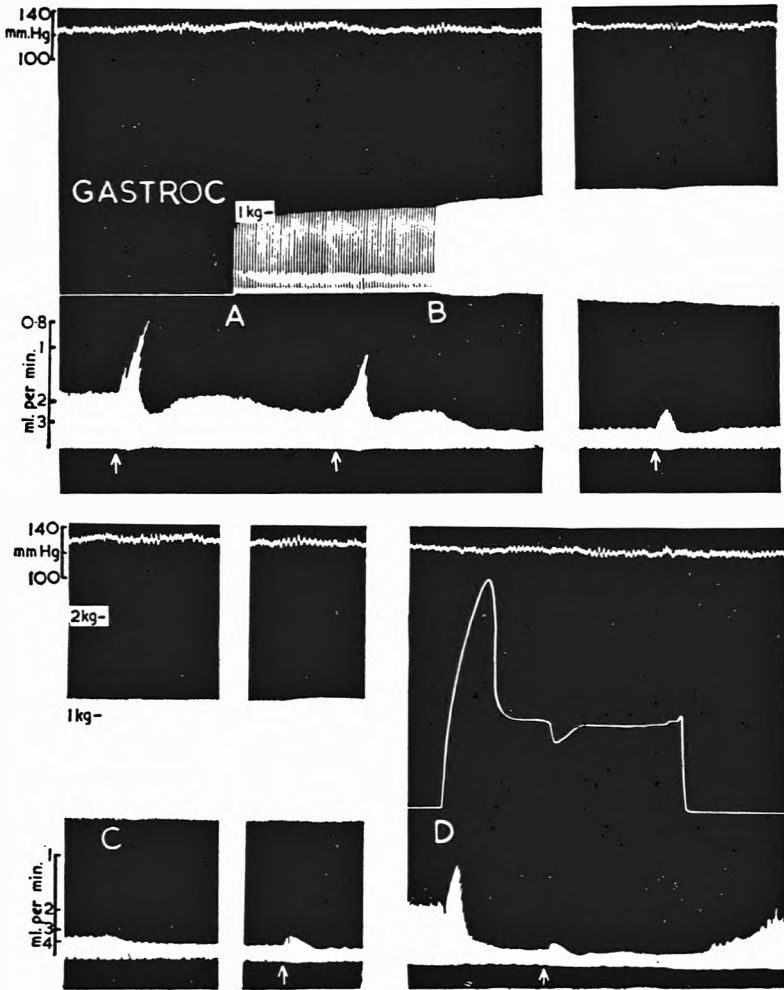 140
mm.Hg
100
GASTROC
1kg-
A
B
0·8
1
2
3
ml. per min.
140
mm Hg
100
2kg-
1kg-
C
D
1
2
3
4
ml. per min.